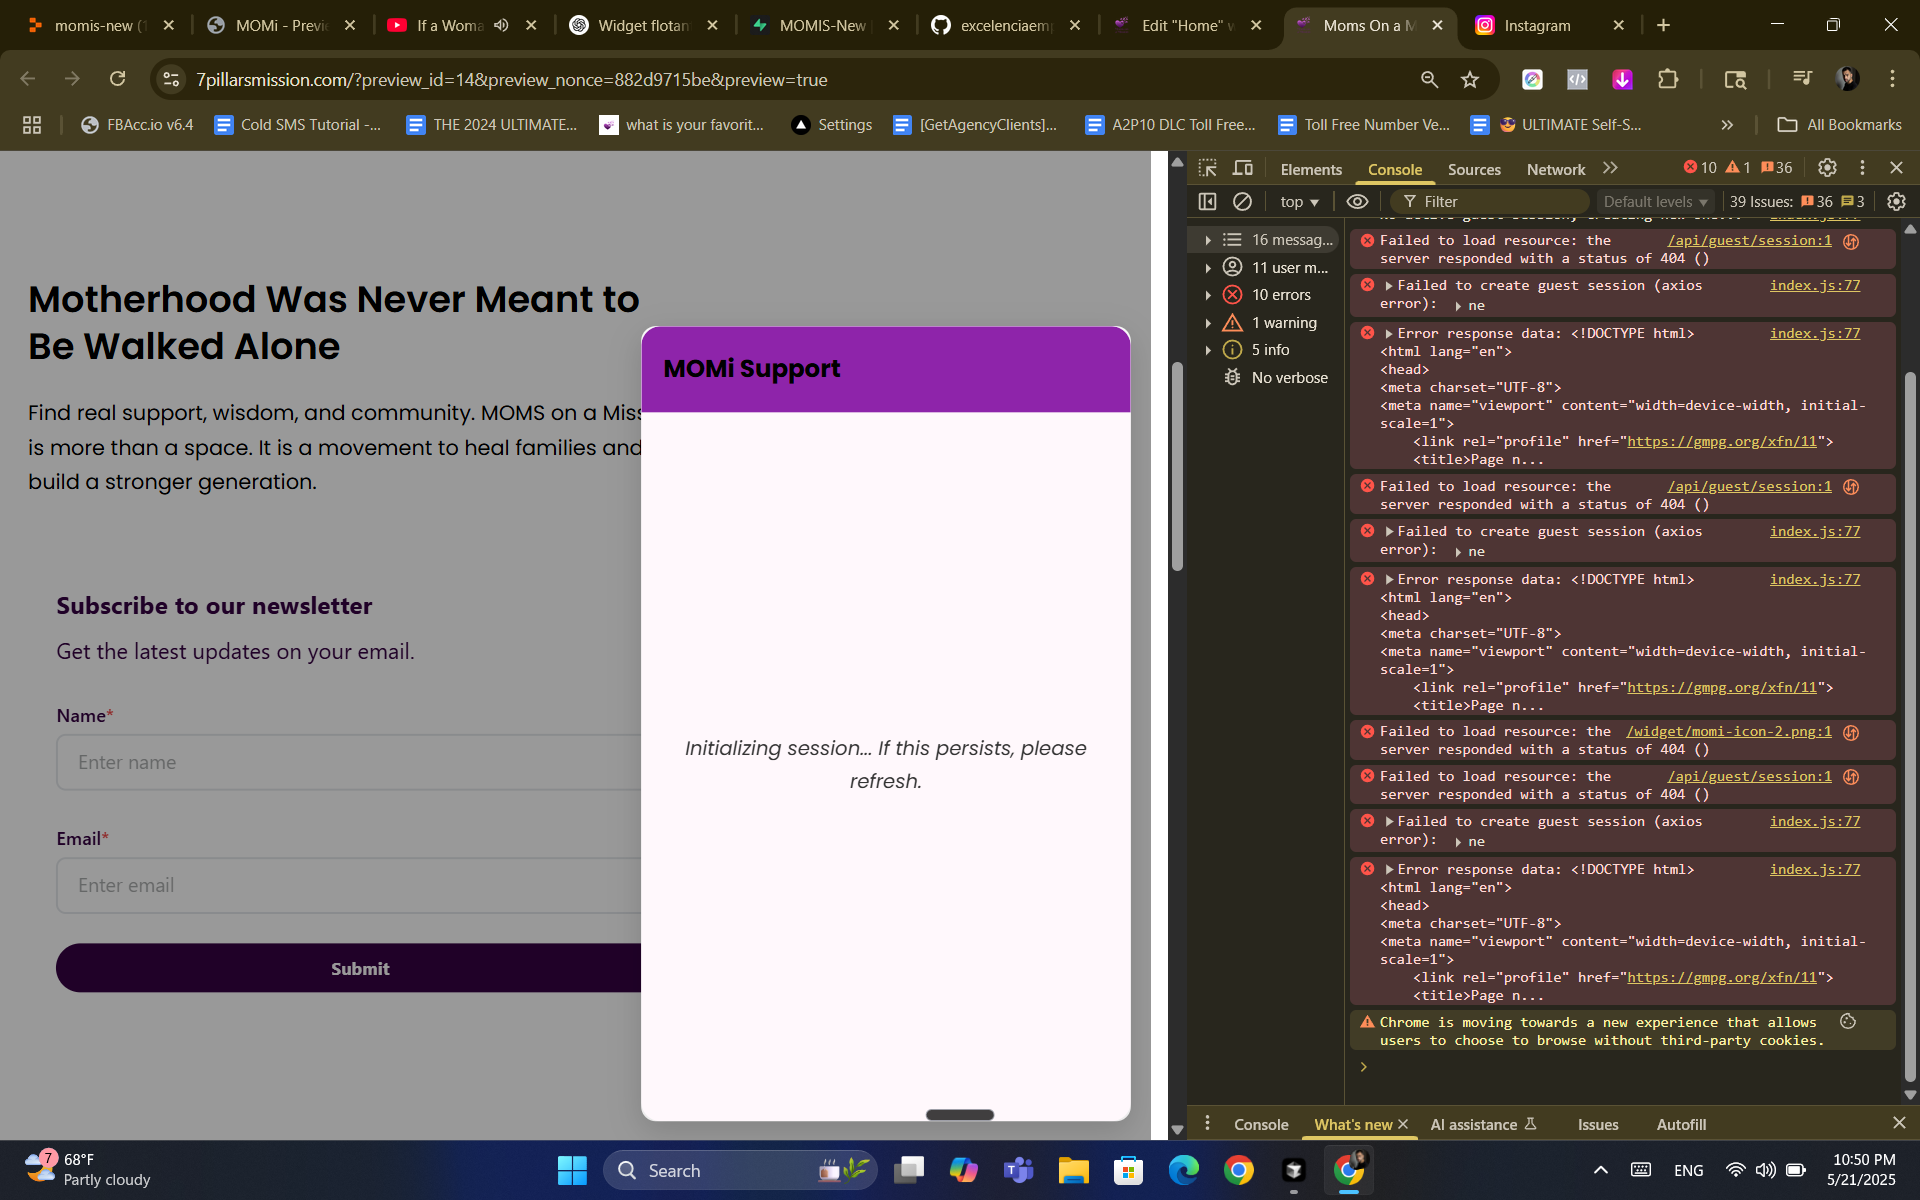 momis-new (1
MOMi - Previe
If a Woma
Widget flotan
MOMIS-New
excelenciaem
Edit "Home" w
Moms On a M
Instagram
7pillarsmission.com/?preview_id=14&preview_nonce=882d9715be&preview=true
FBAcc.io v6.4
Cold SMS Tutorial -...
THE 2024 ULTIMATE...
what is your favorit...
Settings
[GetAgencyClients]...
A2P10 DLC Toll Free...
Toll Free Number Ve...
ULTIMATE Self-S...
All Bookmarks
Motherhood Was Never Meant to
Be Walked Alone
Find real support, wisdom, and community. MOMS on a Miss
is more than a space. It is a movement to heal families and
build a stronger generation.
Subscribe to our newsletter
Get the latest updates on your email.
Name*
Enter name
Email*
Enter email
Submit
MOMi Support
Initializing session... If this persists, please
refresh.
Elements
Console
Sources
Network
10
1
36
top
Filter
Default levels
39 Issues:
36
3
16 messag...
11 user m...
10 errors
1 warning
5 info
No verbose
Failed to load resource: the /api/guest/session:1
server responded with a status of 404 ()
Failed to create guest session (axios index.js:77
error): ne
Error response data: <!DOCTYPE html> index.js:77
<html lang="en">
<head>
<meta charset="UTF-8">
<meta name="viewport" content="width=device-width, initial-
scale=1">
<link rel="profile" href="https://gmpg.org/xfn/11">
<title>Page n...
Failed to load resource: the /api/guest/session:1
server responded with a status of 404 ()
Failed to create guest session (axios index.js:77
error): ne
Error response data: <!DOCTYPE html> index.js:77
<html lang="en">
<head>
<meta charset="UTF-8">
<meta name="viewport" content="width=device-width, initial-
scale=1">
<link rel="profile" href="https://gmpg.org/xfn/11">
<title>Page n...
Failed to load resource: the /widget/momi-icon-2.png:1
server responded with a status of 404 ()
Failed to load resource: the /api/guest/session:1
server responded with a status of 404 ()
Failed to create guest session (axios index.js:77
error): ne
Error response data: <!DOCTYPE html> index.js:77
<html lang="en">
<head>
<meta charset="UTF-8">
<meta name="viewport" content="width=device-width, initial-
scale=1">
<link rel="profile" href="https://gmpg.org/xfn/11">
<title>Page n...
Chrome is moving towards a new experience that allows
users to choose to browse without third-party cookies.
Console
What's new
AI assistance
Issues
Autofill
7
68°F
Partly cloudy
Search
ENG
10:50 PM
5/21/2025